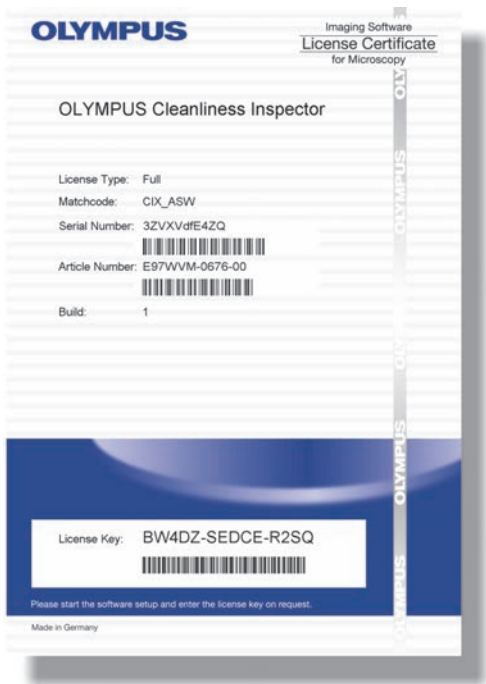 OLYMPUS
Imaging Software
License Certificate
for Microscopy
OLYMPUS Cleanliness Inspector
License Type: Full
Matchcode: CIX_ASW
Serial Number: 3ZVXVdfE4ZQ
Article Number: E97WVM-0676-00
Build: 1
License Key: BW4DZ-SEDCE-R2SQ
Please start the software setup and enter the license key on request.
Made in Germany
OLYMPUS
OLYMPUS
OLYMPUS